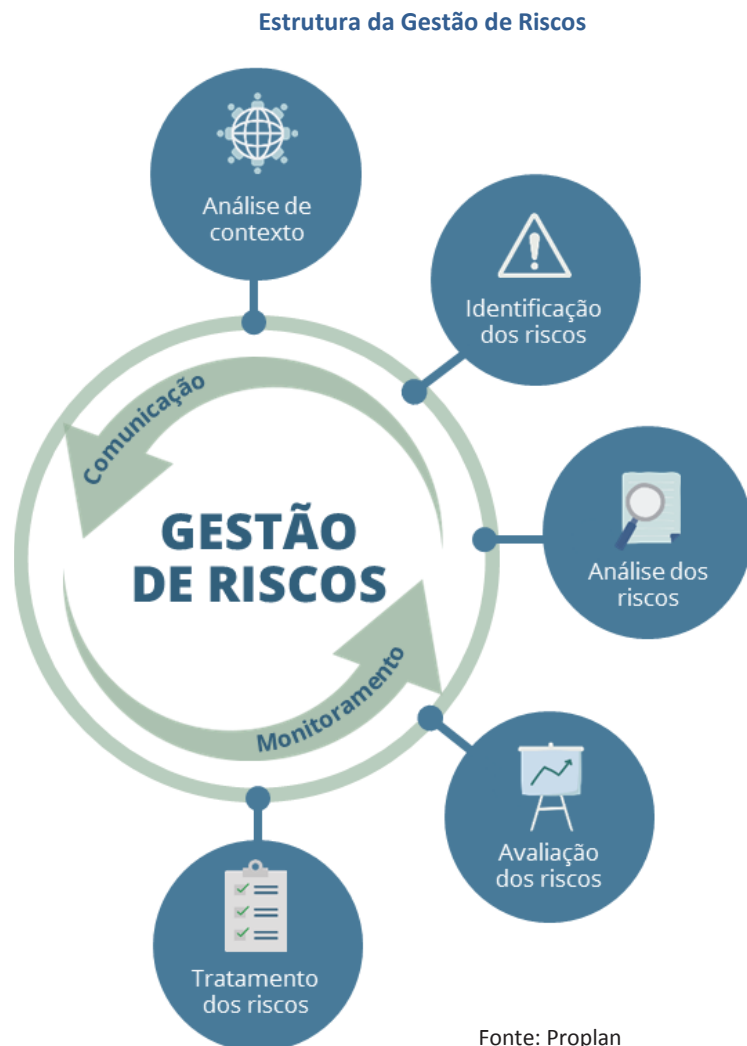 Estrutura da Gestão de Riscos
Análise de
contexto
Identificação
dos riscos
Comunicação
GESTÃO
DE RISCOS
Análise dos
riscos
Monitoramento
Avaliação
dos riscos
Tratamento
dos riscos
Fonte: Proplan